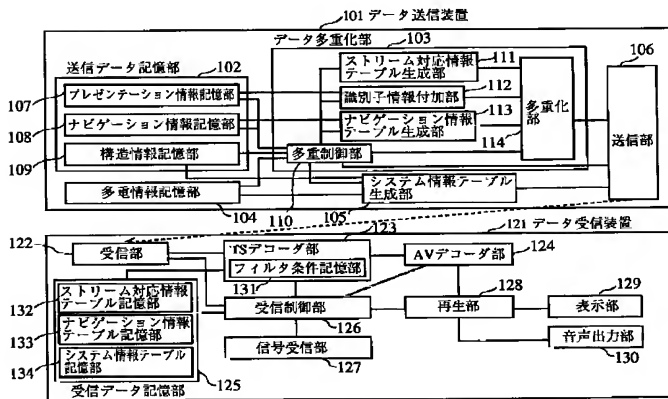 101 データ送信装置
データ多重化部 103
送信データ記憶部 102
ストリーム対応情報
テーブル生成部
111
106
107
プレゼンテーション情報記憶部
識別子情報付加部
112
多重化
部
送信部
108
ナビゲーション情報記憶部
ナビゲーション情報
テーブル生成部
113
114
109
構造情報記憶部
多重制御部
110
多重情報記憶部
104
105
システム情報テーブル
生成部
121 データ受信装置
122
受信部
123
TSデコーダ部
フィルタ条件記憶部
131
AVデコーダ部
124
132
ストリーム対応情報
テーブル記憶部
133
ナビゲーション情報
テーブル記憶部
134
システム情報テーブル
記憶部
125
受信データ記憶部
受信制御部
126
信号受信部
127
再生部
128
表示部
129
音声出力部
130